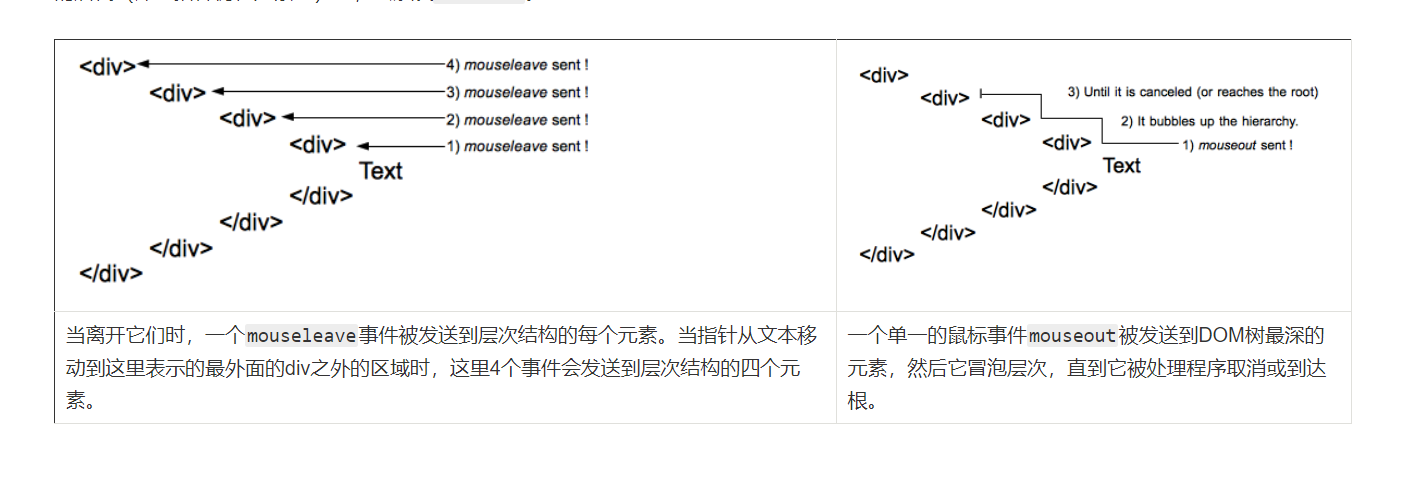 <div>
4) mouseleave sent !
<div>
3) mouseleave sent !
<div>
2) mouseleave sent !
<div>
1) mouseleave sent !
Text
</div>
</div>
</div>
</div>
<div>
<div>
3) Until it is canceled (or reaches the root)
<div>
2) It bubbles up the hierarchy.
<div>
1) mouseout sent !
Text
</div>
</div>
</div>
</div>
当离开它们时，一个mouseleave事件被发送到层次结构的每个元素。当指针从文本移
动到这里表示的最外面的div之外的区域时，这里4个事件会发送到层次结构的四个元
素。
一个单一的鼠标事件mouseout被发送到DOM树最深的
元素，然后它冒泡层次，直到它被处理程序取消或到达
根。